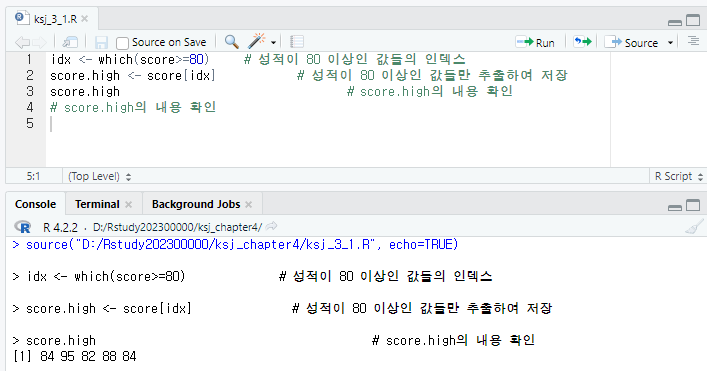 ksj_3_1.R
Source on Save
Run
Source
1 idx <- which(score>=80) # 성적이 80 이상인 값들의 인덱스
2 score.high <- score[idx] # 성적이 80 이상인 값들만 추출하여 저장
3 score.high # score.high의 내용 확인
4 # score.high의 내용 확인
5
5:1 (Top Level) R Script
Console Terminal Background Jobs
R 4.2.2 · D:/Rstudy202300000/ksj_chapter4/
> source("D:/Rstudy202300000/ksj_chapter4/ksj_3_1.R", echo=TRUE)
> idx <- which(score>=80) # 성적이 80 이상인 값들의 인덱스
> score.high <- score[idx] # 성적이 80 이상인 값들만 추출하여 저장
> score.high # score.high의 내용 확인
[1] 84 95 82 88 84